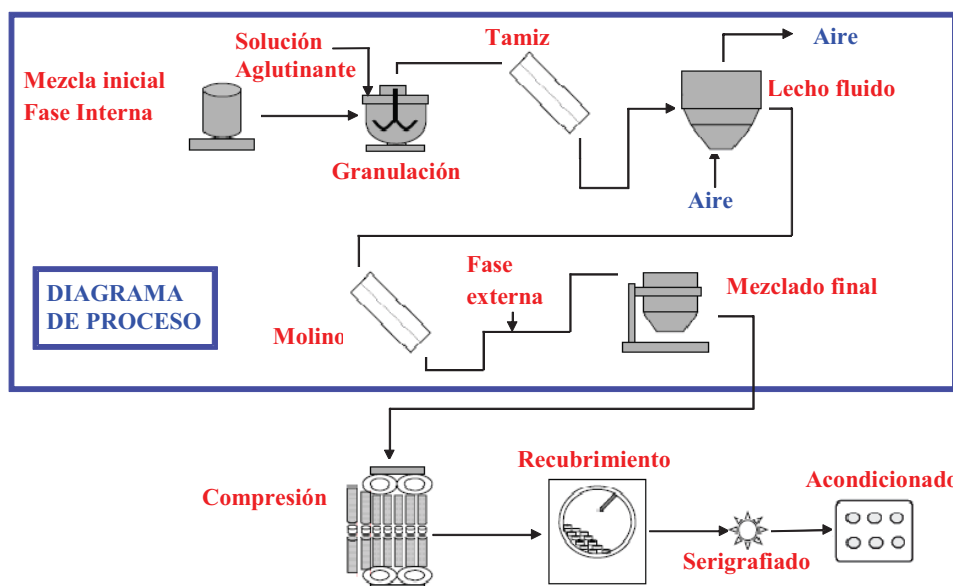 Solución
Aglutinante
Tamiz
Aire
Mezcla inicial
Fase Interna
Lecho fluido
Granulación
Aire
Fase
externa
Mezclado final
DIAGRAMA
DE PROCESO
Molino
Compresión
Recubrimiento
Acondicionado
Serigrafiado